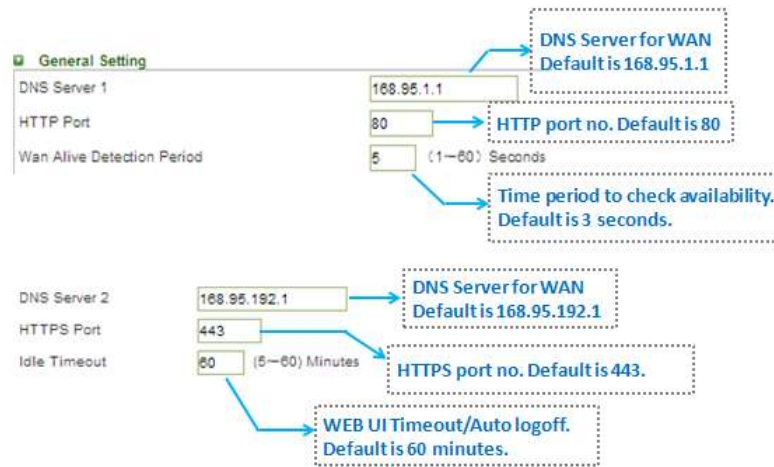 DNS Server for WAN
Default is 168.95.1.1
General Setting
DNS Server 1 168.95.1.1
HTTP Port 80
HTTP port no. Default is 80
Wan Alive Detection Period 5 (1~60) Seconds
Time period to check availability.
Default is 3 seconds.
DNS Server for WAN
Default is 168.95.192.1
DNS Server 2 168.95.192.1
HTTPS Port 443
Idle Timeout 60 (5~60) Minutes
HTTPS port no. Default is 443.
WEB UI Timeout/Auto logoff.
Default is 60 minutes.